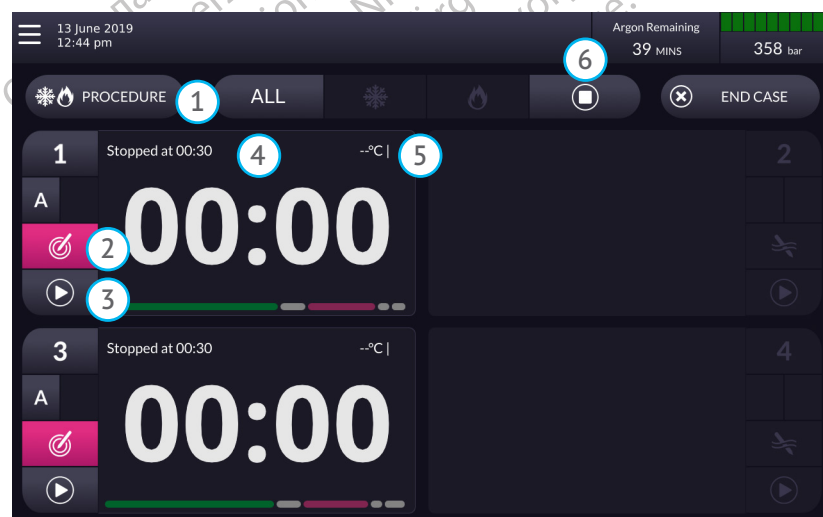 13 June 2019
12:44 pm
Argon Remaining
39 MINS
358 bar
6
PROCEDURE
1
ALL
END CASE
1
Stopped at 00:30
4
--°C |
5
2
A
00:00
2
3
3
Stopped at 00:30
--°C |
4
A
00:00